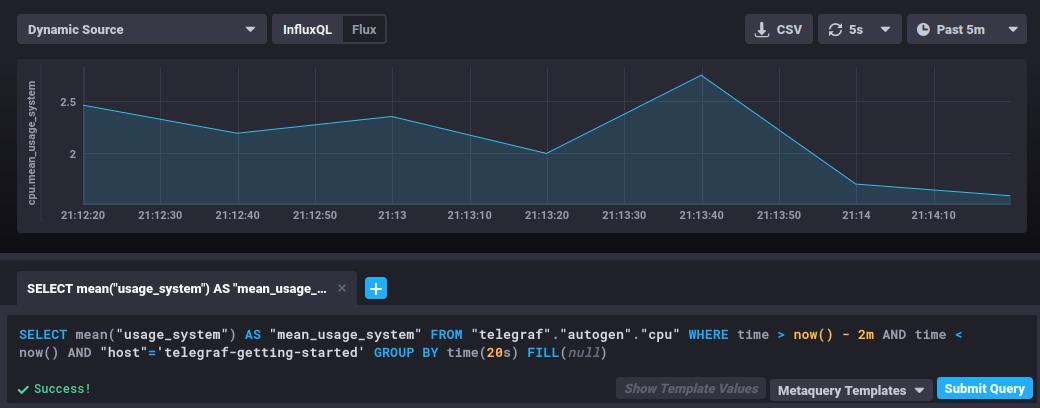 Dynamic Source
InfluxQL
Flux
CSV
5s
Past 5m
cpu.mean_usage_system
2.5
2
21:12:20 21:12:30 21:12:40 21:12:50 21:13 21:13:10 21:13:20 21:13:30 21:13:40 21:13:50 21:14 21:14:10
SELECT mean("usage_system") AS "mean_usage_...
SELECT mean("usage_system") AS "mean_usage_system" FROM "telegraf"."autogen"."cpu" WHERE time > now() - 2m AND time <
now() AND "host"='telegraf-getting-started' GROUP BY time(20s) FILL(null)
Success!
Show Template Values
Metaquery Templates
Submit Query